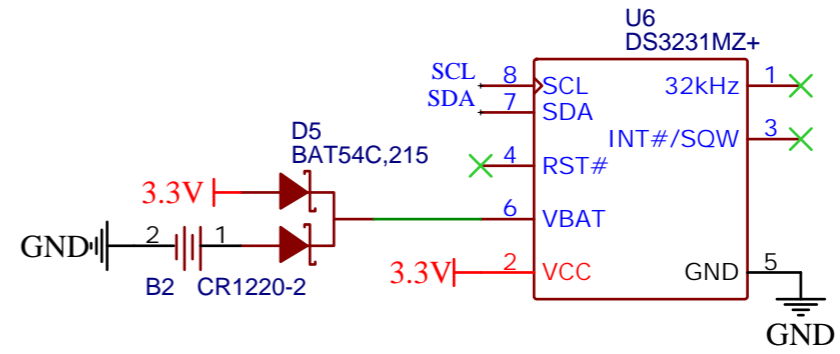 U6
DS3231MZ+
SCL 8 SCL 32kHz 1
SDA 7 SDA
D5
BAT54C,215
INT#/SQW 3
4 RST#
3.3V
6 VBAT
GND 2 1
3.3V 2 VCC GND 5
B2 CR1220-2
GND